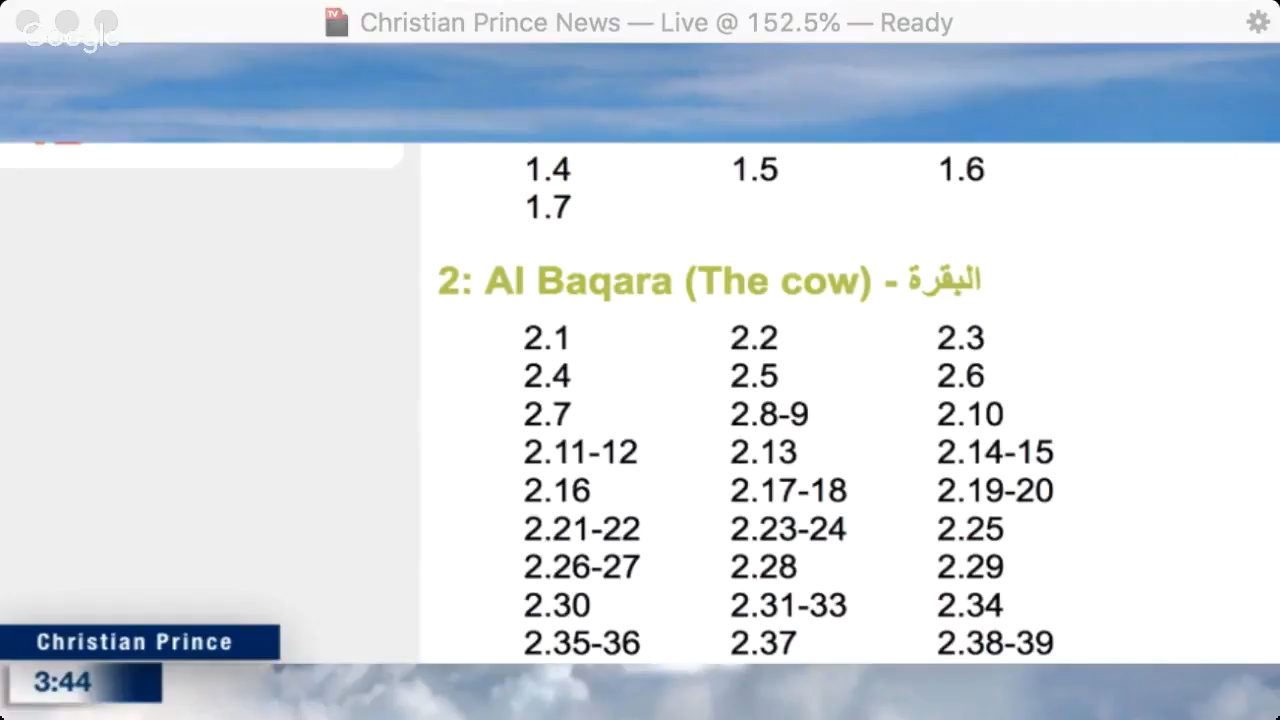 Christian Prince News — Live @ 152.5% — Ready
Google
TV
1.4 1.5 1.6
1.7
2: Al Baqara (The cow) - البقرة
2.1 2.2 2.3
2.4 2.5 2.6
2.7 2.8-9 2.10
2.11-12 2.13 2.14-15
2.16 2.17-18 2.19-20
2.21-22 2.23-24 2.25
2.26-27 2.28 2.29
2.30 2.31-33 2.34
2.35-36 2.37 2.38-39
Christian Prince
3:44